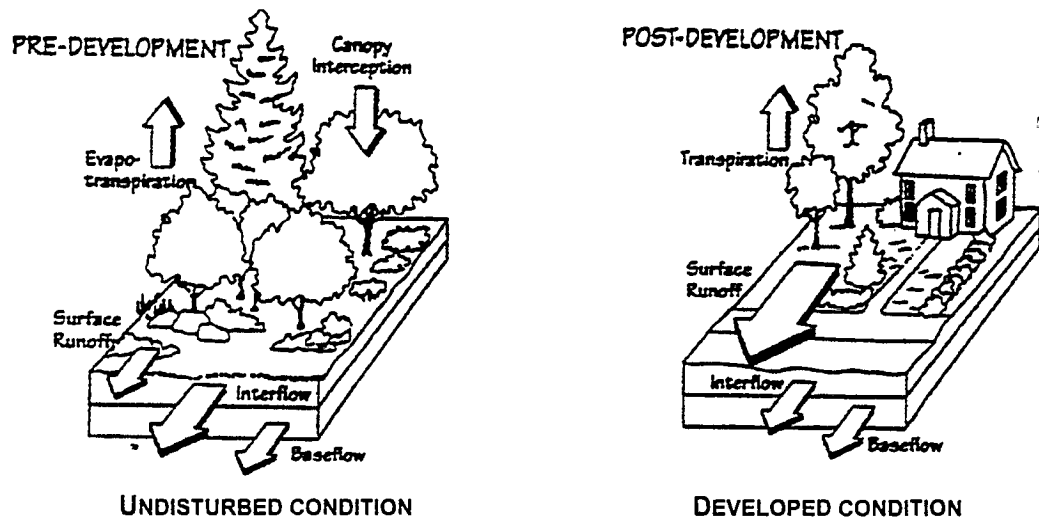 PRE-DEVELOPMENT
Canopy
Interception
Evapo-
transpiration
Surface
Runoff
Interflow
Baseflow
UNDISTURBED CONDITION
POST-DEVELOPMENT
Transpiration
Surface
Runoff
Interflow
Baseflow
DEVELOPED CONDITION